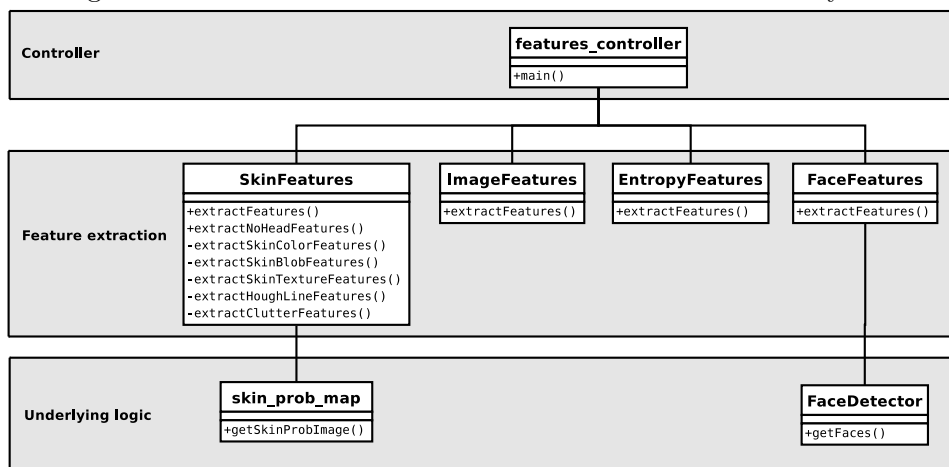 Controller
features_controller
+main()
Feature extraction
SkinFeatures
+extractFeatures()
+extractNoHeadFeatures()
-extractSkinColorFeatures()
-extractSkinBlobFeatures()
-extractSkinTextureFeatures()
-extractHoughLineFeatures()
-extractClutterFeatures()
ImageFeatures
+extractFeatures()
EntropyFeatures
+extractFeatures()
FaceFeatures
+extractFeatures()
Underlying logic
skin_prob_map
+getSkinProbImage()
FaceDetector
+getFaces()